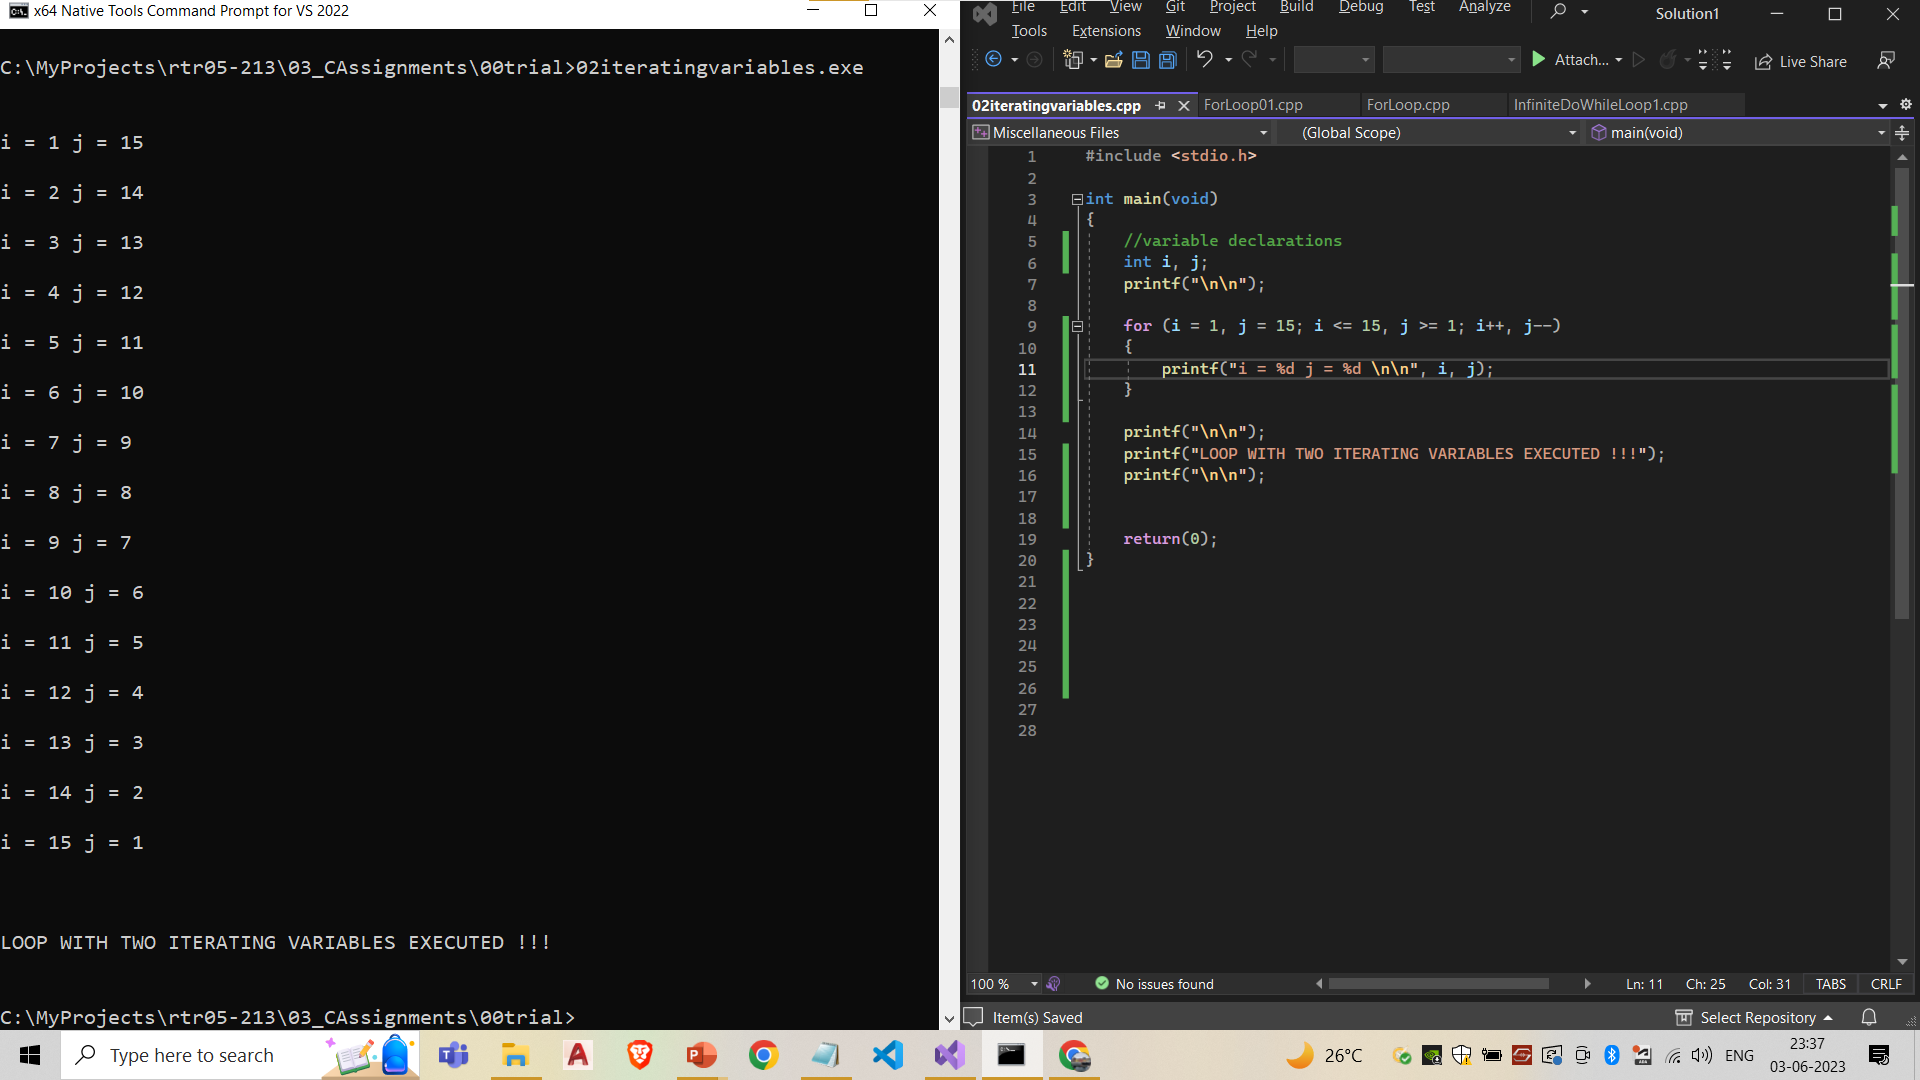 x64 Native Tools Command Prompt for VS 2022
C:\MyProjects\rtr05-213\03_CAssignments\00trial>02iteratingvariables.exe
i = 1 j = 15
i = 2 j = 14
i = 3 j = 13
i = 4 j = 12
i = 5 j = 11
i = 6 j = 10
i = 7 j = 9
i = 8 j = 8
i = 9 j = 7
i = 10 j = 6
i = 11 j = 5
i = 12 j = 4
i = 13 j = 3
i = 14 j = 2
i = 15 j = 1
LOOP WITH TWO ITERATING VARIABLES EXECUTED !!!
C:\MyProjects\rtr05-213\03_CAssignments\00trial>
File Edit View Git Project Build Debug Test Analyze Solution1
Tools Extensions Window Help
Attach... Live Share
02iteratingvariables.cpp ForLoop01.cpp ForLoop.cpp InfiniteDoWhileLoop1.cpp
Miscellaneous Files (Global Scope) main(void)
1 #include <stdio.h>
2
3 int main(void)
4 {
5 //variable declarations
6 int i, j;
7 printf("\n\n");
8
9 for (i = 1, j = 15; i <= 15, j >= 1; i++, j--)
10 {
11 printf("i = %d j = %d \n\n", i, j);
12 }
13
14 printf("\n\n");
15 printf("LOOP WITH TWO ITERATING VARIABLES EXECUTED !!!");
16 printf("\n\n");
17
18
19 return(0);
20 }
21
22
23
24
25
26
27
28
100 % No issues found Ln: 11 Ch: 25 Col: 31 TABS CRLF
Item(s) Saved Select Repository
Type here to search 26°C ENG 23:37
03-06-2023